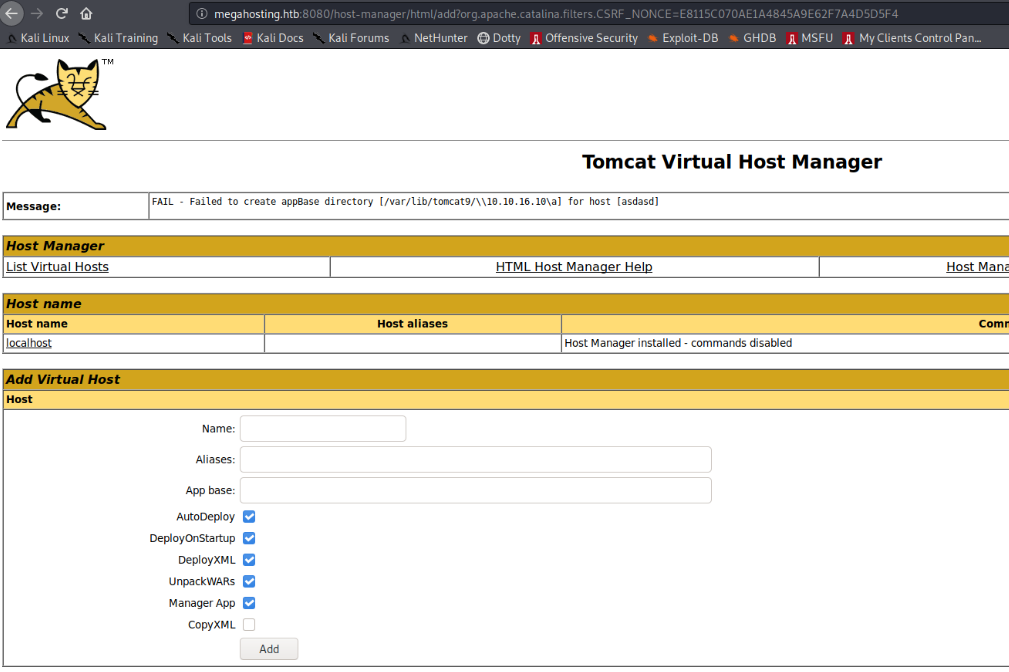 megahosting.htb:8080/host-manager/html/add?org.apache.catalina.filters.CSRF_NONCE=E8115C070AE1A4845A9E62F7A4D5D5F4
Kali Linux Kali Training Kali Tools Kali Docs Kali Forums NetHunter Dotty Offensive Security Exploit-DB GHDB MSFU My Clients Control Pan...
TM
Tomcat Virtual Host Manager
Message: FAIL - Failed to create appBase directory [/var/lib/tomcat9/\\10.10.16.10\a] for host [asdasd]
Host Manager
List Virtual Hosts HTML Host Manager Help Host Mana
Host name
Host name Host aliases Comm
localhost Host Manager installed - commands disabled
Add Virtual Host
Host
Name:
Aliases:
App base:
AutoDeploy
DeployOnStartup
DeployXML
UnpackWARs
Manager App
CopyXML
Add